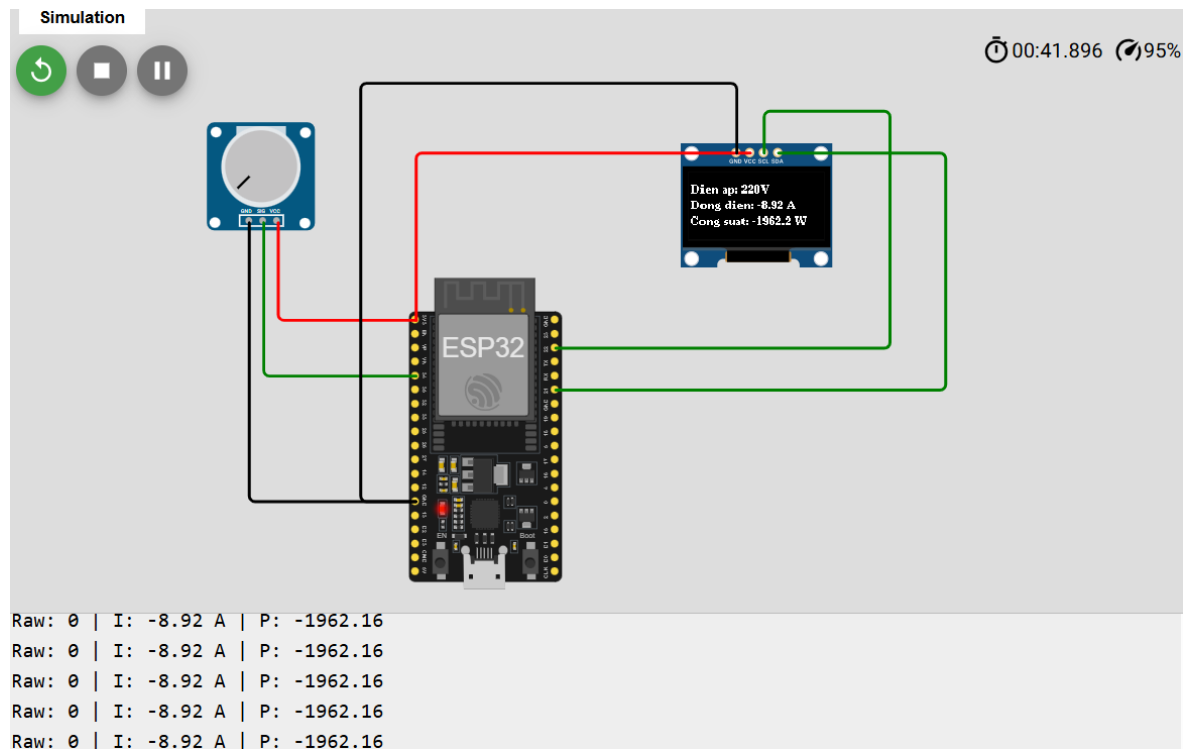 Simulation
00:41.896 95%
GND SIG VCC
GND VCC SCL SDA
Dien ap: 220V
Dong dien: -8.92 A
Cong suat: -1962.2 W
ESP32
EN Boot
Raw: 0 | I: -8.92 A | P: -1962.16
Raw: 0 | I: -8.92 A | P: -1962.16
Raw: 0 | I: -8.92 A | P: -1962.16
Raw: 0 | I: -8.92 A | P: -1962.16
Raw: 0 | I: -8.92 A | P: -1962.16